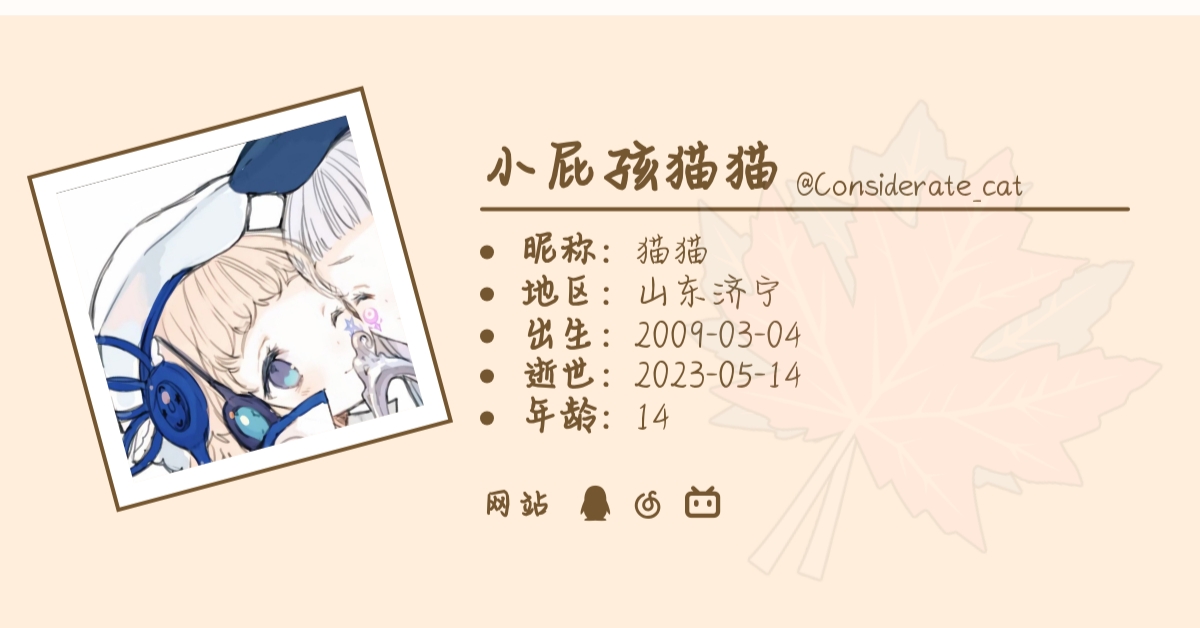 小屁孩猫猫 @Considerate_cat
昵称：猫猫
地区：山东济宁
出生：2009-03-04
逝世：2023-05-14
年龄：14
网站